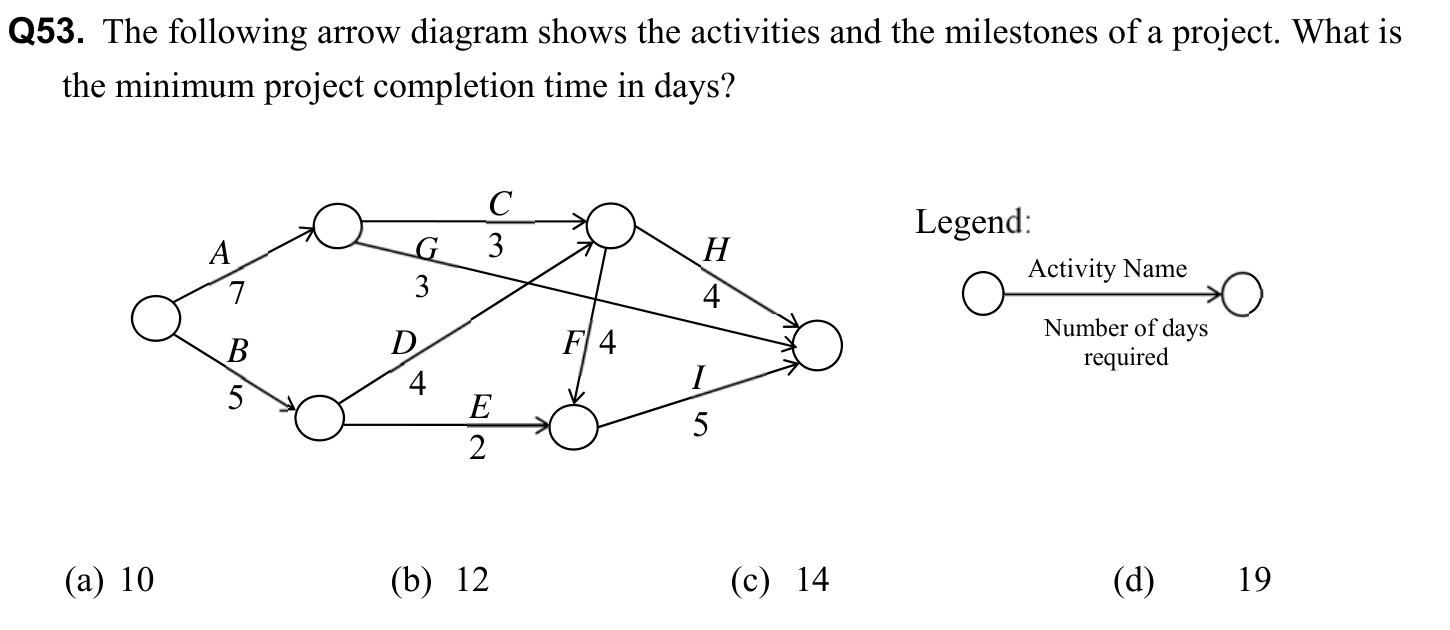 Q53. The following arrow diagram shows the activities and the milestones of a project. What is
the minimum project completion time in days?
C
3
A
7
G
3
H
4
Legend:
Activity Name
Number of days
required
B
5
D
4
F 4
E
2
I
5
(a) 10 (b) 12 (c) 14 (d) 19